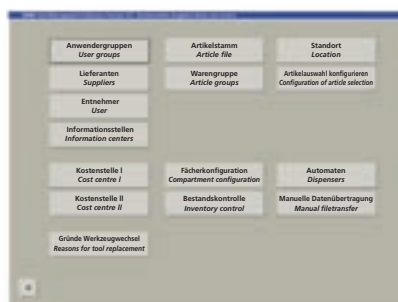 Anwendergruppen
User groups
Artikelstamm
Article file
Standort
Location
Lieferanten
Suppliers
Warengruppe
Article groups
Artikelauswahl konfigurieren
Configuration of article selection
Entnehmer
User
Informationsstellen
Information centers
Kostenstelle I
Cost centre I
Fächerkonfiguration
Compartment configuration
Automaten
Dispensers
Kostenstelle II
Cost centre II
Bestandskontrolle
Inventory control
Manuelle Datenübertragung
Manual filetransfer
Gründe Werkzeugwechsel
Reasons for tool replacement